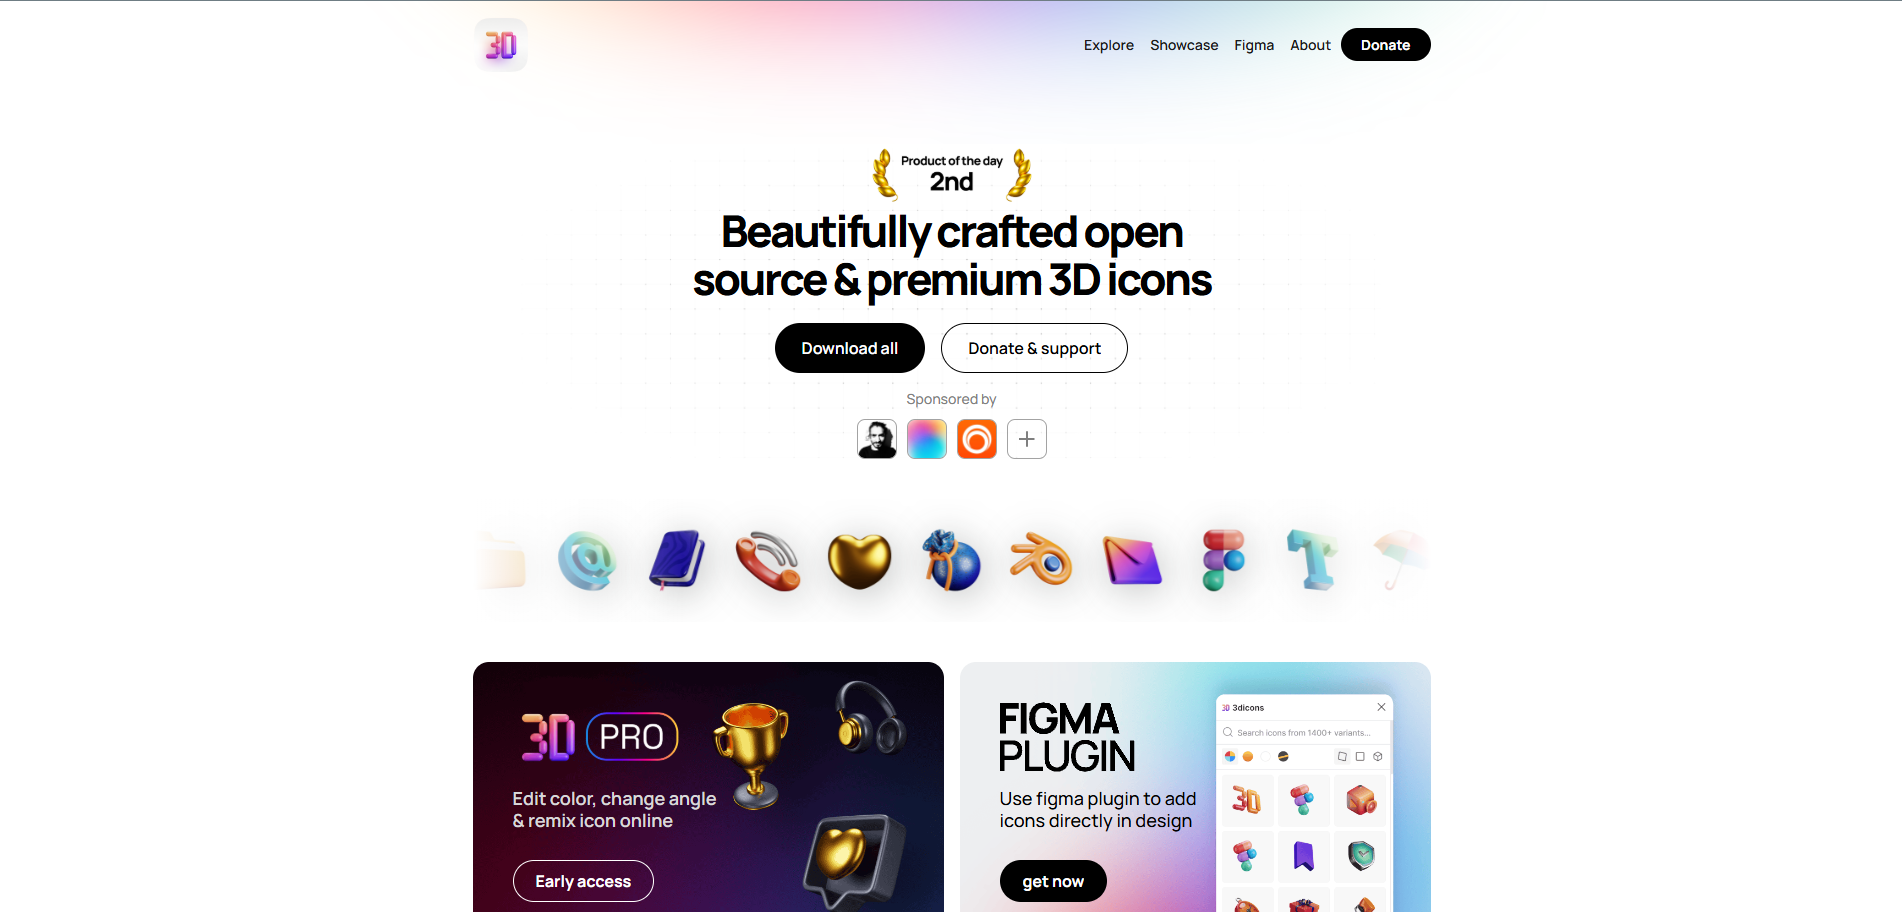 3D
Explore
Showcase
Figma
About
Donate
Product of the day
2nd
Beautifully crafted open
source & premium 3D icons
Download all
Donate & support
Sponsored by
3D PRO
Edit color, change angle
& remix icon online
Early access
FIGMA
PLUGIN
Use figma plugin to add
icons directly in design
get now
3D 3dicons
Search icons from 1400+ variants...
3D